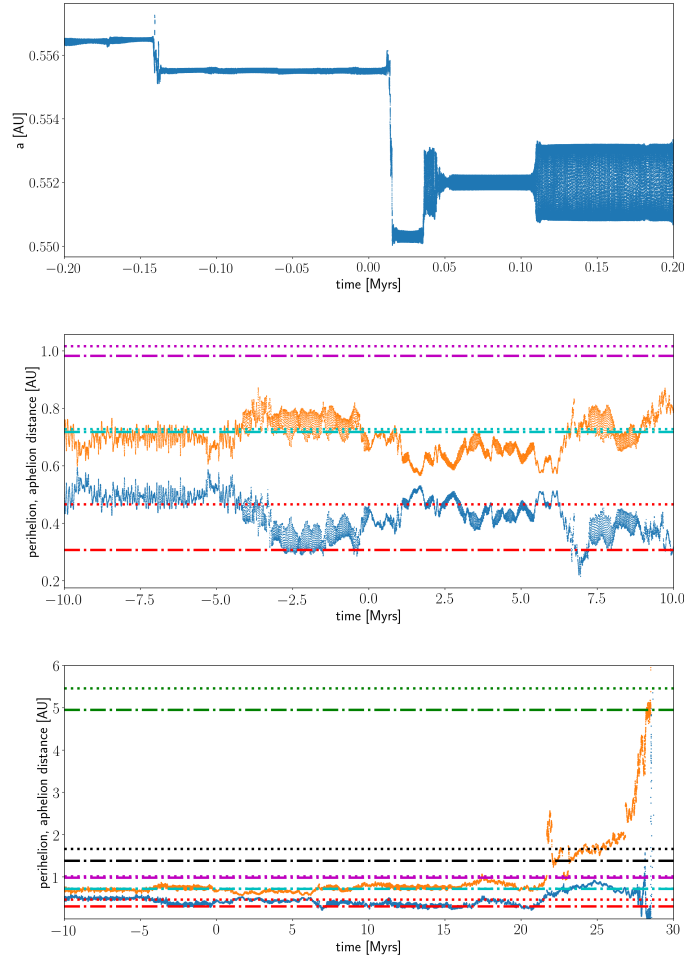 0.556
0.554
0.552
0.550
a [AU]
−0.20 −0.15 −0.10 −0.05 0.00 0.05 0.10 0.15 0.20
time [Myrs]
1.0
0.8
0.6
0.4
0.2
perihelion, aphelion distance [AU]
−10.0 −7.5 −5.0 −2.5 0.0 2.5 5.0 7.5 10.0
time [Myrs]
6
5
4
3
2
1
perihelion, aphelion distance [AU]
−10 −5 0 5 10 15 20 25 30
time [Myrs]